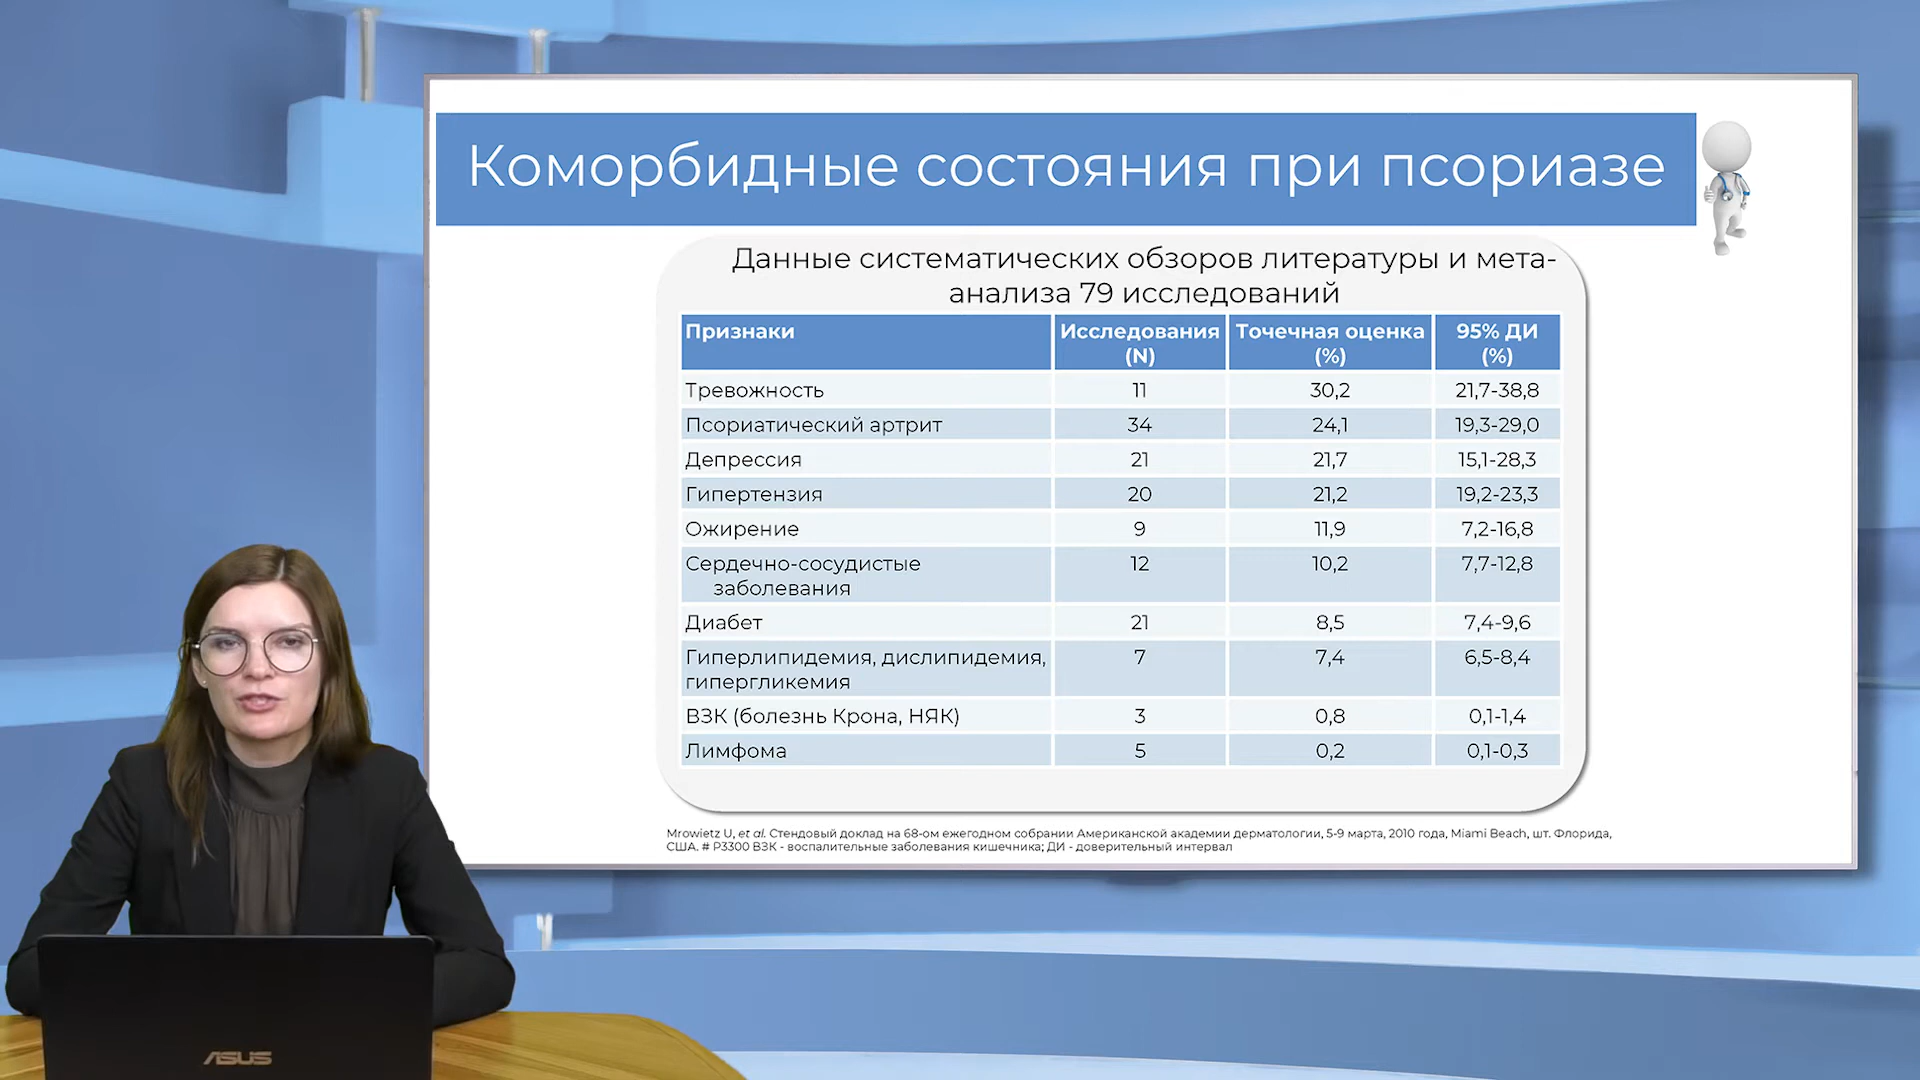 Коморбидные состояния при псориазе
Данные систематических обзоров литературы и мета-
анализа 79 исследований
Признаки Исследования (N) Точечная оценка (%) 95% ДИ (%)
Тревожность 11 30,2 21,7-38,8
Псориатический артрит 34 24,1 19,3-29,0
Депрессия 21 21,7 15,1-28,3
Гипертензия 20 21,2 19,2-23,3
Ожирение 9 11,9 7,2-16,8
Сердечно-сосудистые 12 10,2 7,7-12,8
заболевания
Диабет 21 8,5 7,4-9,6
Гиперлипидемия, дислипидемия, 7 7,4 6,5-8,4
гипергликемия
ВЗК (болезнь Крона, НЯК) 3 0,8 0,1-1,4
Лимфома 5 0,2 0,1-0,3
Mrowietz U, et al. Стендовый доклад на 68-ом ежегодном собрании Американской академии дерматологии, 5-9 марта, 2010 года, Miami Beach, шт. Флорида,
США. # P3300 ВЗК - воспалительные заболевания кишечника; ДИ - доверительный интервал
ASUS